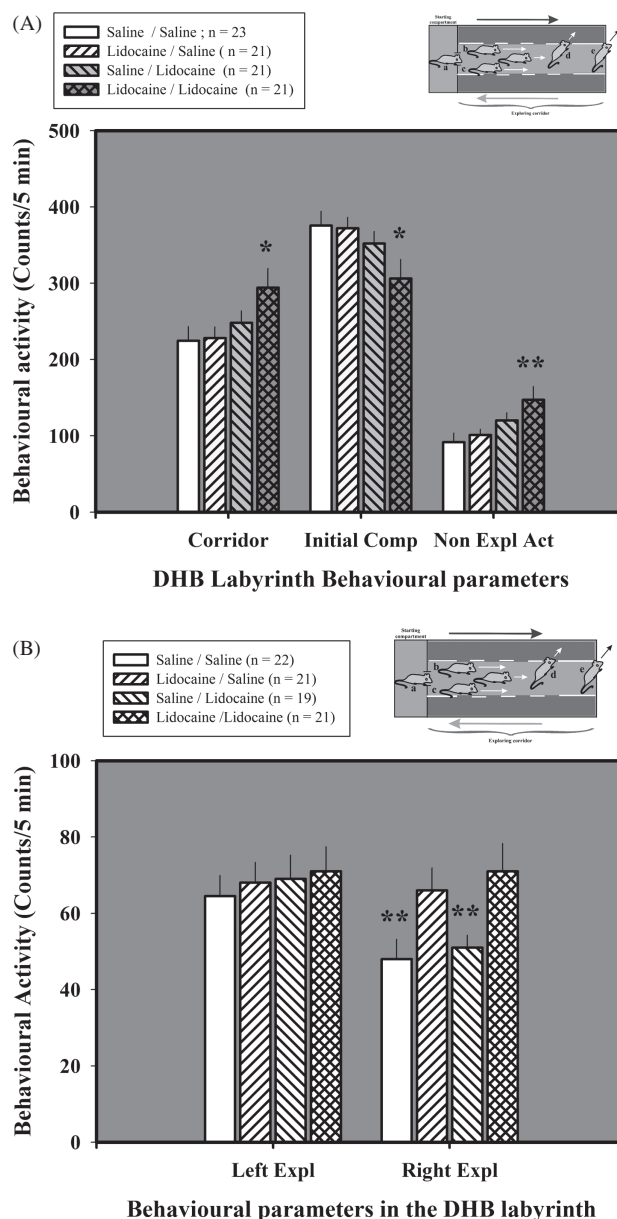 (A)
Saline / Saline ; n = 23
Lidocaine / Saline ( n = 21)
Saline / Lidocaine (n = 21)
Lidocaine / Lidocaine (n = 21)
Starting
compartment
a
b
c
d
e
Exploring corridor
Behavioural activity (Counts/5 min)
500
400
300
200
100
0
*
*
**
Corridor Initial Comp Non Expl Act
DHB Labyrinth Behavioural parameters
(B)
Saline / Saline (n = 22)
Lidocaine / Saline (n = 21)
Saline / Lidocaine (n = 19)
Lidocaine /Lidocaine (n = 21)
Starting
compartment
a
b
c
d
e
Exploring corridor
Behavioural Activity (Counts/5 min)
100
80
60
40
20
0
**
**
Left Expl Right Expl
Behavioural parameters in the DHB labyrinth